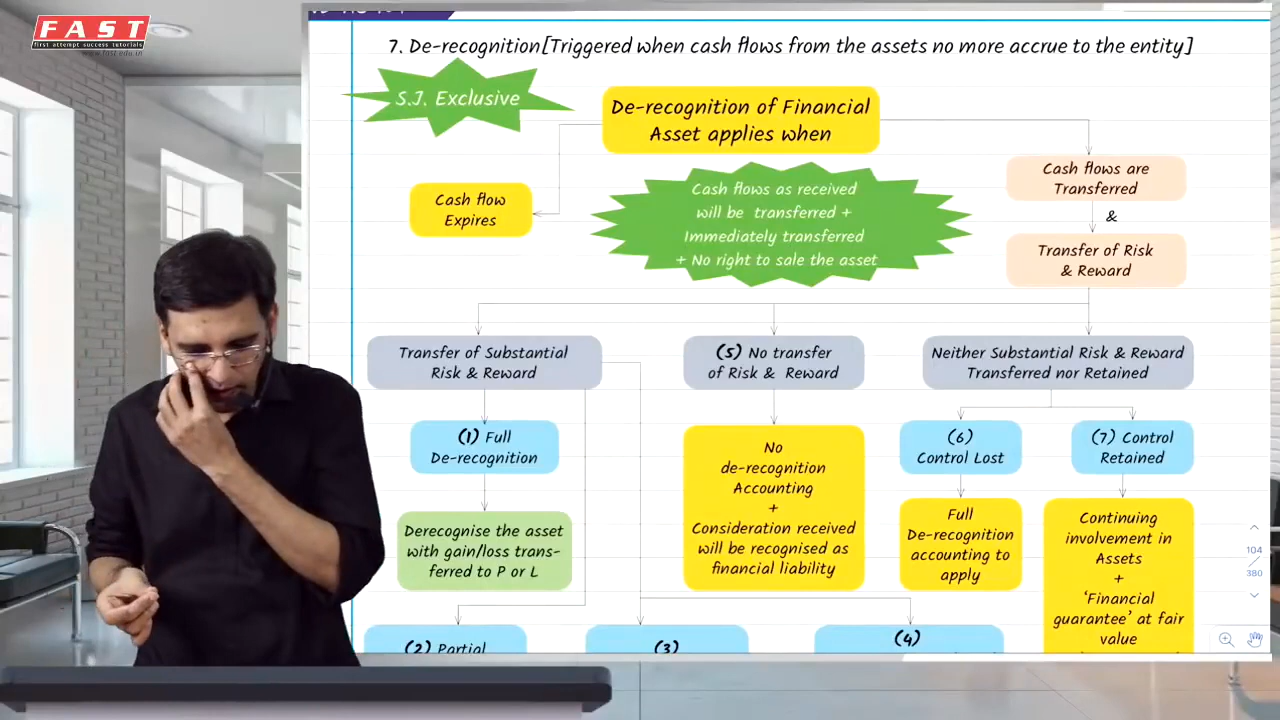 FAST
first attempt success tutorials
www.fast.edu.in
7. De-recognition[Triggered when cash flows from the assets no more accrue to the entity]
S.J. Exclusive
De-recognition of Financial
Asset applies when
Cash flow
Expires
Cash flows as received
will be transferred +
Immediately transferred
+ No right to sale the asset
Cash flows are
Transferred
&
Transfer of Risk
& Reward
Transfer of Substantial
Risk & Reward
(5) No transfer
of Risk & Reward
Neither Substantial Risk & Reward
Transferred nor Retained
(1) Full
De-recognition
(6)
Control Lost
(7) Control
Retained
Derecognise the asset
with gain/loss trans-
ferred to P or L
No
de-recognition
Accounting
+
Consideration received
will be recognised as
financial liability
Full
De-recognition
accounting to
apply
Continuing
involvement in
Assets
+
‘Financial
guarantee’ at fair
value
104
380
(2) Partial
(3)
(4)